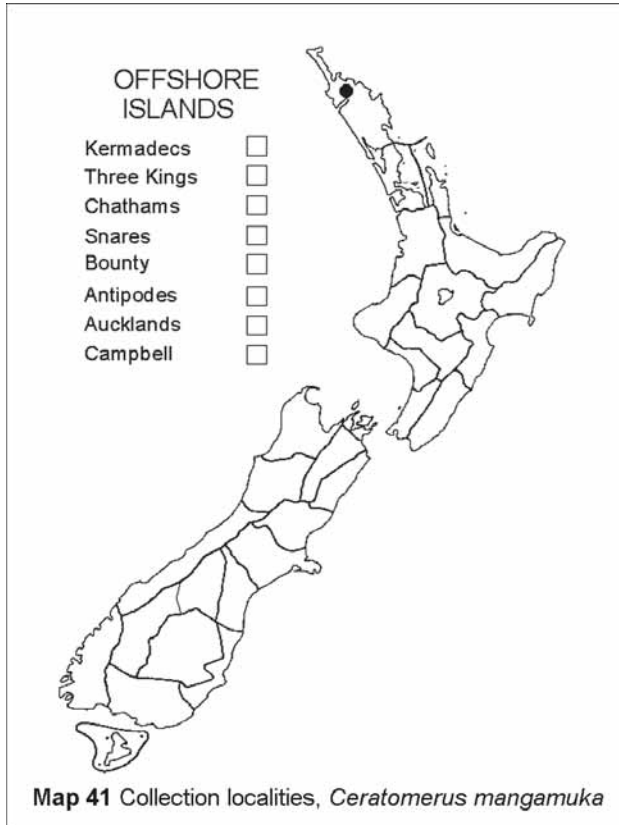 OFFSHORE
ISLANDS
Kermadecs
Three Kings
Chathams
Snares
Bounty
Antipodes
Aucklands
Campbell
Map 41 Collection localities, Ceratomerus mangamuka